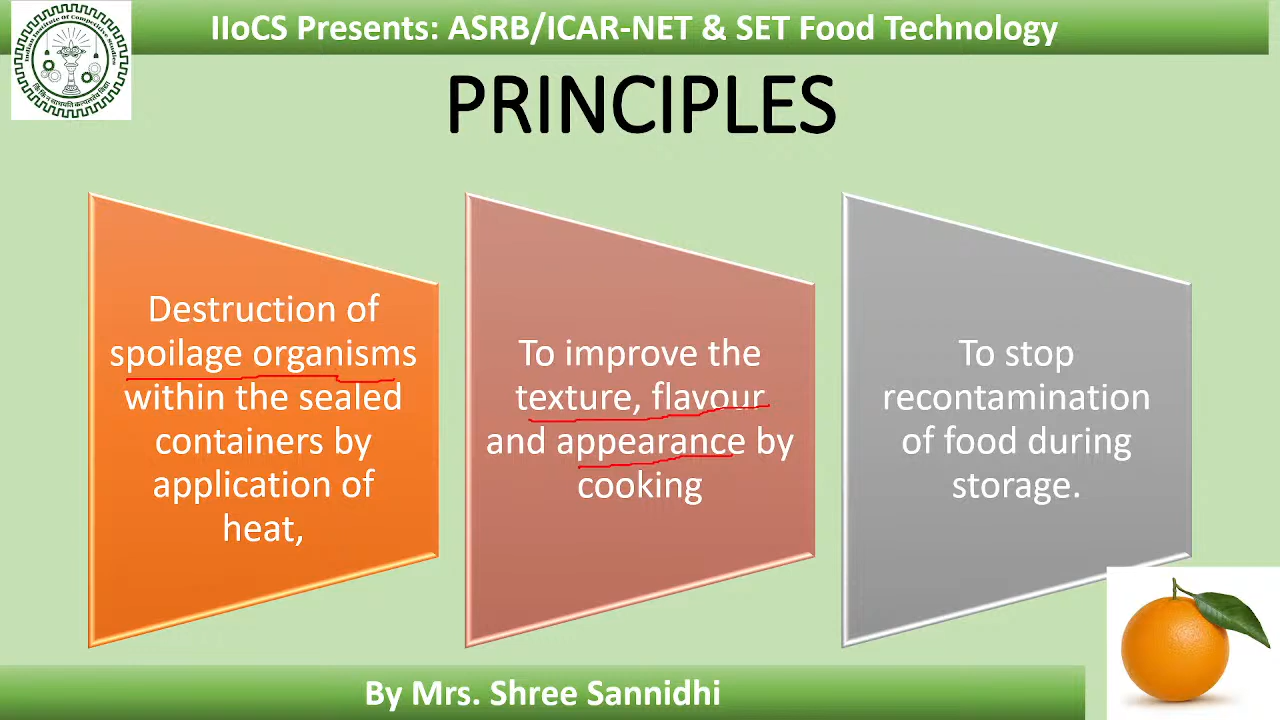 IIoCS Presents: ASRB/ICAR-NET & SET Food Technology
PRINCIPLES
Destruction of
spoilage organisms
within the sealed
containers by
application of
heat,
To improve the
texture, flavour
and appearance by
cooking
To stop
recontamination
of food during
storage.
By Mrs. Shree Sannidhi